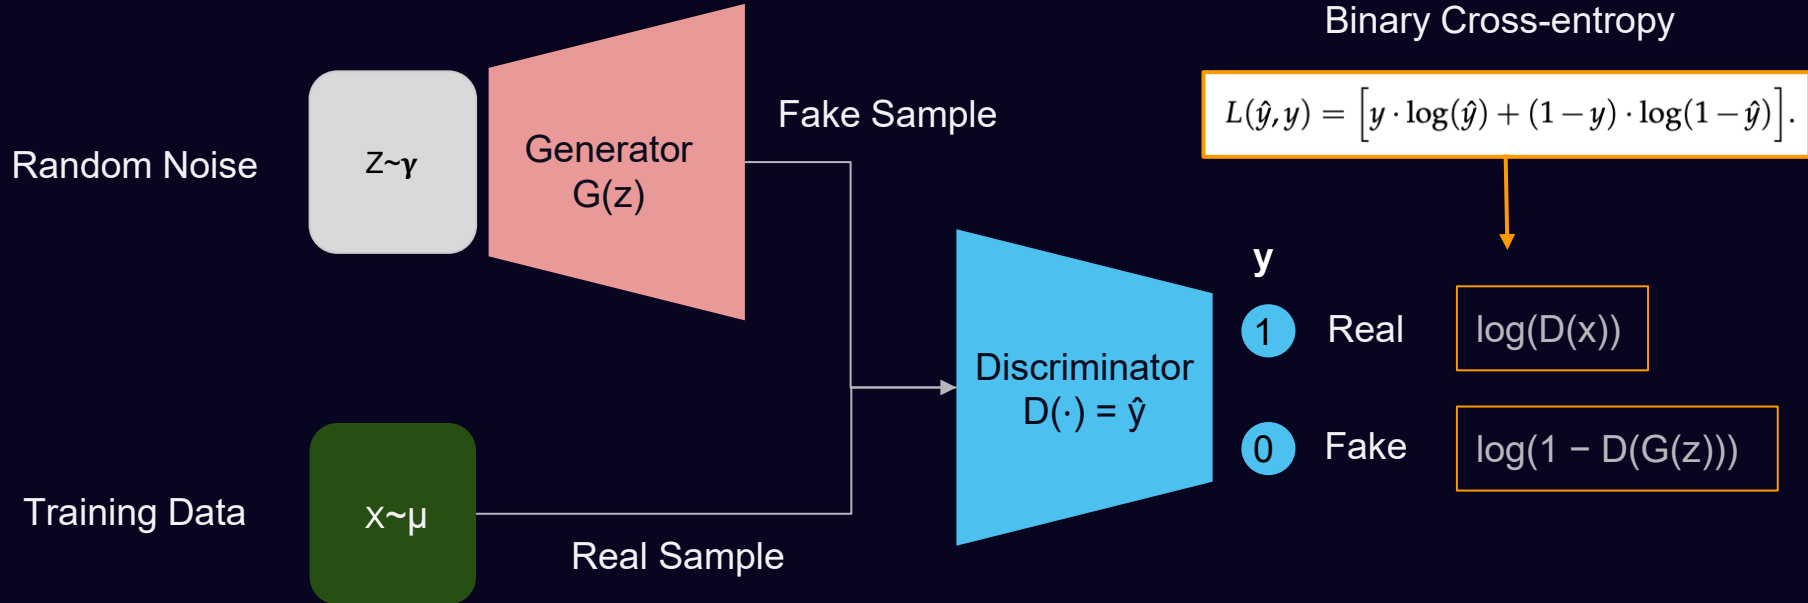 Binary Cross-entropy
L(ŷ, y) = [y · log(ŷ) + (1 − y) · log(1 − ŷ)].
Random Noise
Z~γ
Generator
G(z)
Fake Sample
Discriminator
D(·) = ŷ
y
1
Real
log(D(x))
0
Fake
log(1 − D(G(z)))
Training Data
X~μ
Real Sample